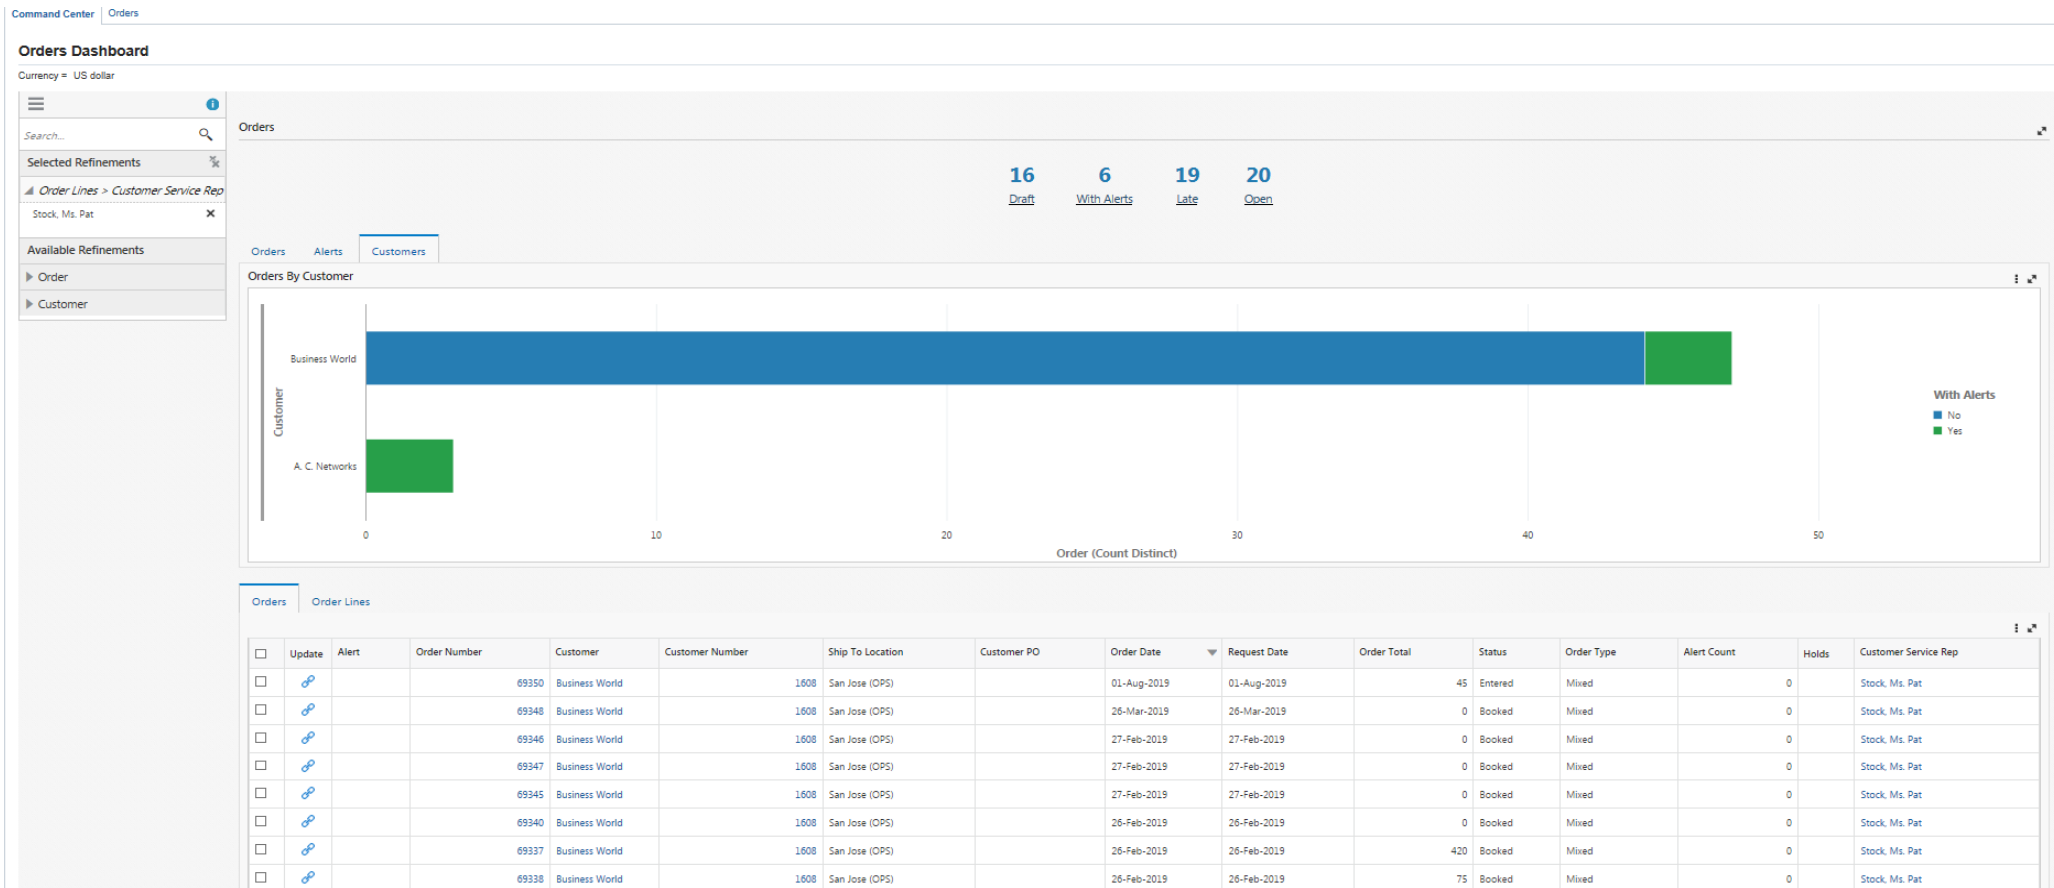 Command Center Orders
Orders Dashboard
Currency = US dollar
Search...
Selected Refinements
Order Lines > Customer Service Rep
Stock, Ms. Pat
Available Refinements
Order
Customer
Orders
16 6 19 20
Draft With Alerts Late Open
Orders Alerts Customers
Orders By Customer
Business World
A. C. Networks
Customer
0 10 20 30 40 50
Order (Count Distinct)
With Alerts
No
Yes
Orders Order Lines
Update Alert Order Number Customer Customer Number Ship To Location Customer PO Order Date Request Date Order Total Status Order Type Alert Count Holds Customer Service Rep
69350 Business World 1608 San Jose (OPS) 01-Aug-2019 01-Aug-2019 45 Entered Mixed 0 Stock, Ms. Pat
69348 Business World 1608 San Jose (OPS) 26-Mar-2019 26-Mar-2019 0 Booked Mixed 0 Stock, Ms. Pat
69346 Business World 1608 San Jose (OPS) 27-Feb-2019 27-Feb-2019 0 Booked Mixed 0 Stock, Ms. Pat
69347 Business World 1608 San Jose (OPS) 27-Feb-2019 27-Feb-2019 0 Booked Mixed 0 Stock, Ms. Pat
69345 Business World 1608 San Jose (OPS) 27-Feb-2019 27-Feb-2019 0 Booked Mixed 0 Stock, Ms. Pat
69340 Business World 1608 San Jose (OPS) 26-Feb-2019 26-Feb-2019 0 Booked Mixed 0 Stock, Ms. Pat
69337 Business World 1608 San Jose (OPS) 26-Feb-2019 26-Feb-2019 420 Booked Mixed 0 Stock, Ms. Pat
69338 Business World 1608 San Jose (OPS) 26-Feb-2019 26-Feb-2019 75 Booked Mixed 0 Stock, Ms. Pat